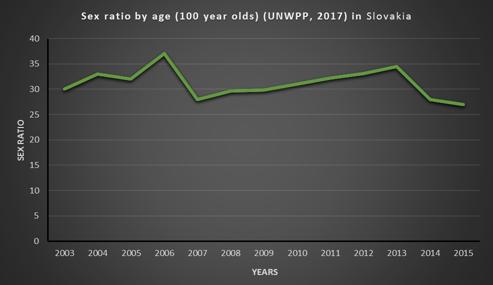 Sex ratio by age (100 year olds) (UNWPP, 2017) in Slovakia
40
35
30
25
20
15
10
5
0
SEX RATIO
2003 2004 2005 2006 2007 2008 2009 2010 2011 2012 2013 2014 2015
YEARS